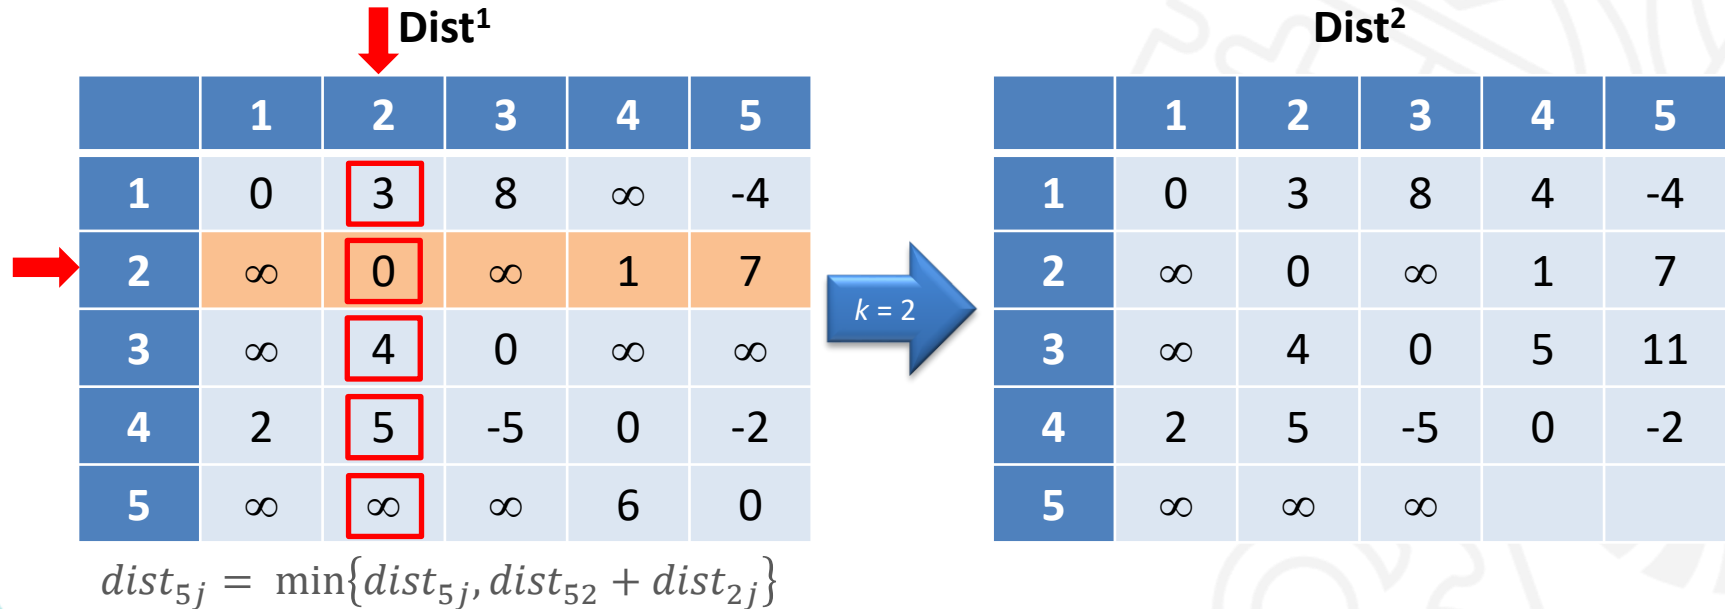 Dist¹ Dist²
1 2 3 4 5 1 2 3 4 5
1 0 3 8 ∞ -4 1 0 3 8 4 -4
2 ∞ 0 ∞ 1 7 2 ∞ 0 ∞ 1 7
k = 2
3 ∞ 4 0 ∞ ∞ 3 ∞ 4 0 5 11
4 2 5 -5 0 -2 4 2 5 -5 0 -2
5 ∞ ∞ ∞ 6 0 5 ∞ ∞ ∞
dist₅ⱼ = min{dist₅ⱼ, dist₅₂ + dist₂ⱼ}